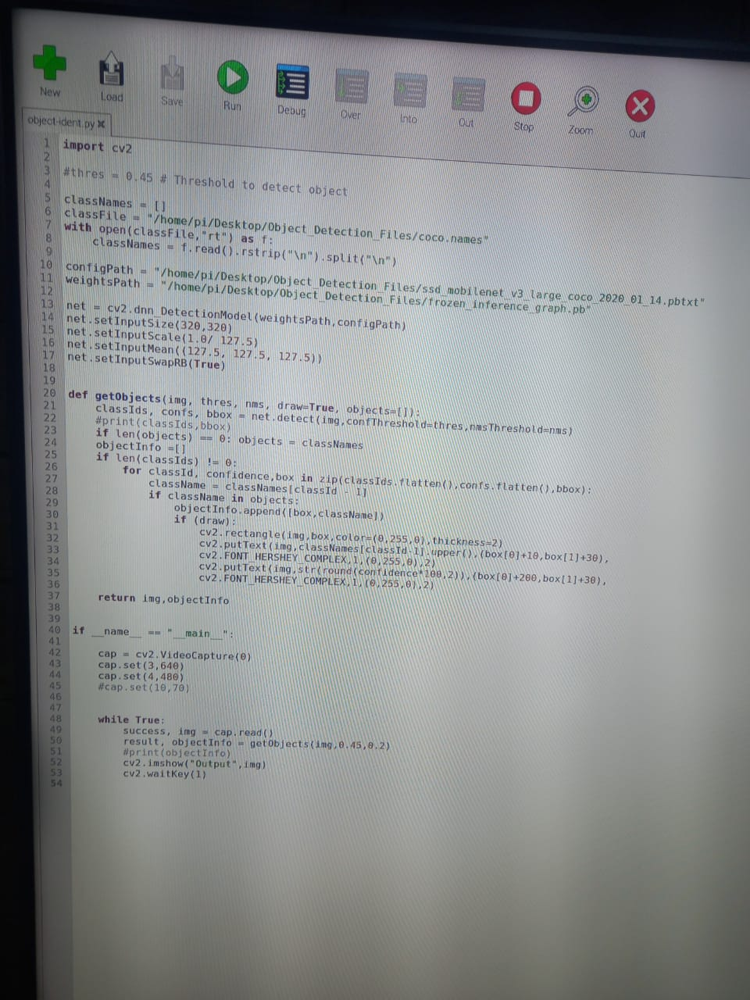 New
Load
Save
Run
Debug
Over
Into
Out
Stop
Zoom
Quit
object-ident.py ✖
1 import cv2
2
3 #thres = 0.45 # Threshold to detect object
4
5 classNames = []
6 classFile = "/home/pi/Desktop/Object_Detection_Files/coco.names"
7 with open(classFile,"rt") as f:
8     classNames = f.read().rstrip("\n").split("\n")
9
10 configPath = "/home/pi/Desktop/Object_Detection_Files/ssd_mobilenet_v3_large_coco_2020_01_14.pbtxt"
11 weightsPath = "/home/pi/Desktop/Object_Detection_Files/frozen_inference_graph.pb"
12
13 net = cv2.dnn_DetectionModel(weightsPath,configPath)
14 net.setInputSize(320,320)
15 net.setInputScale(1.0/ 127.5)
16 net.setInputMean((127.5, 127.5, 127.5))
17 net.setInputSwapRB(True)
18
19
20 def getObjects(img, thres, nms, draw=True, objects=[]):
21     classIds, confs, bbox = net.detect(img,confThreshold=thres,nmsThreshold=nms)
22     #print(classIds,bbox)
23     if len(objects) == 0: objects = classNames
24     objectInfo =[]
25     if len(classIds) != 0:
26         for classId, confidence,box in zip(classIds.flatten(),confs.flatten(),bbox):
27             className = classNames[classId - 1]
28             if className in objects:
29                 objectInfo.append([box,className])
30                 if (draw):
31                     cv2.rectangle(img,box,color=(0,255,0),thickness=2)
32                     cv2.putText(img,classNames[classId-1].upper(),(box[0]+10,box[1]+30),
33                     cv2.FONT_HERSHEY_COMPLEX,1,(0,255,0),2)
34                     cv2.putText(img,str(round(confidence*100,2)),(box[0]+200,box[1]+30),
35                     cv2.FONT_HERSHEY_COMPLEX,1,(0,255,0),2)
36
37     return img,objectInfo
38
39
40 if __name__ == "__main__":
41
42     cap = cv2.VideoCapture(0)
43     cap.set(3,640)
44     cap.set(4,480)
45     #cap.set(10,70)
46
47
48     while True:
49         success, img = cap.read()
50         result, objectInfo = getObjects(img,0.45,0.2)
51         #print(objectInfo)
52         cv2.imshow("Output",img)
53         cv2.waitKey(1)
54